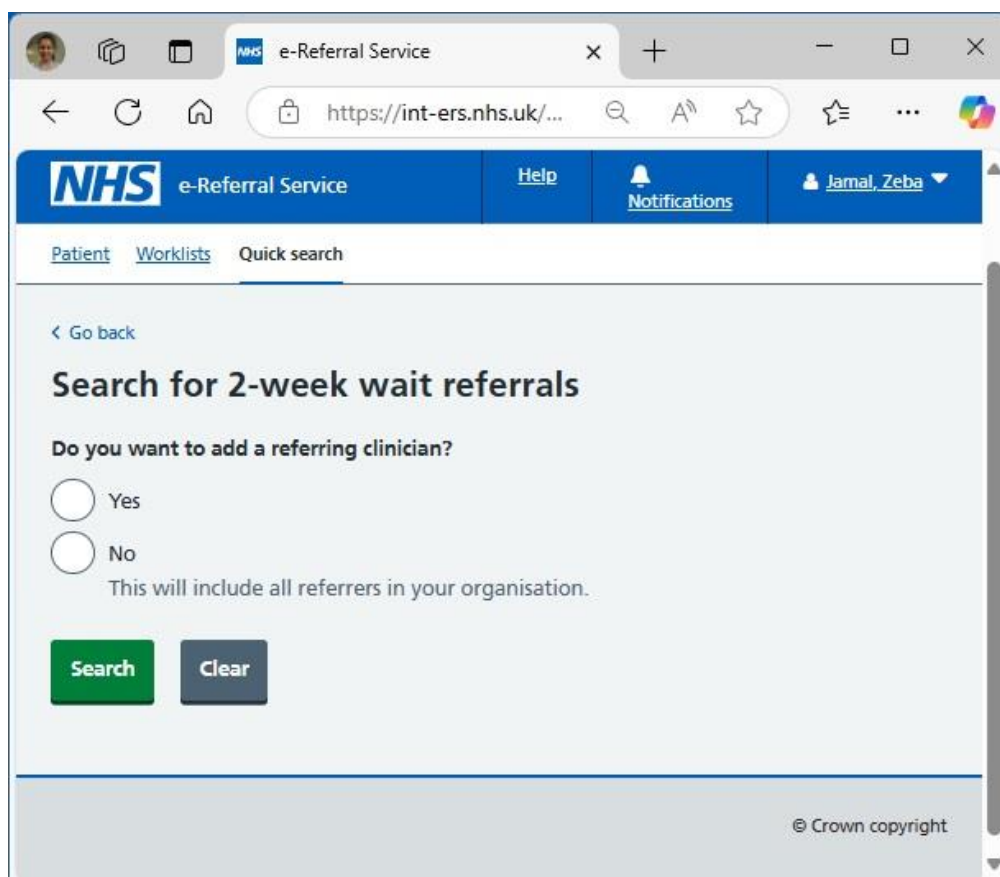 NHS e-Referral Service
https://int-ers.nhs.uk/...
NHS e-Referral Service
Help
Notifications
Jamal, Zeba
Patient Worklists Quick search
Go back
Search for 2-week wait referrals
Do you want to add a referring clinician?
Yes
No
This will include all referrers in your organisation.
Search Clear
© Crown copyright